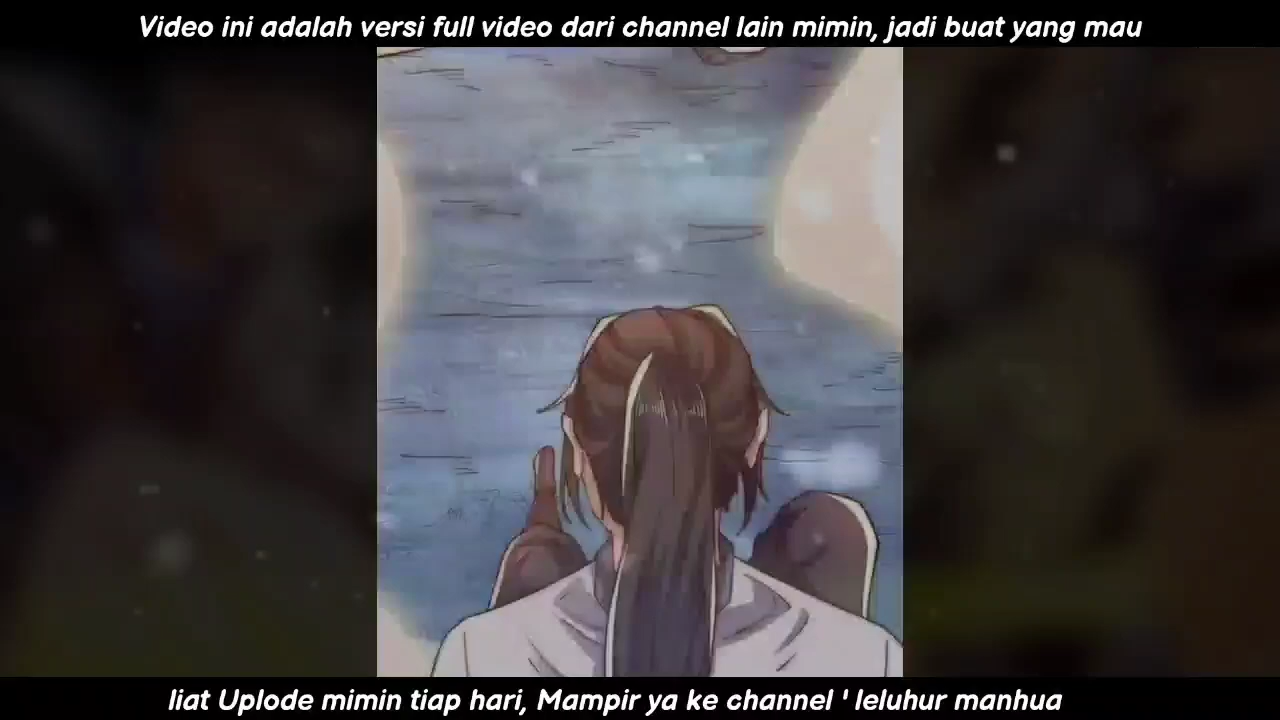 Video ini adalah versi full video dari channel lain mimin, jadi buat yang mau
liat Uplode mimin tiap hari, Mampir ya ke channel ' leluhur manhua